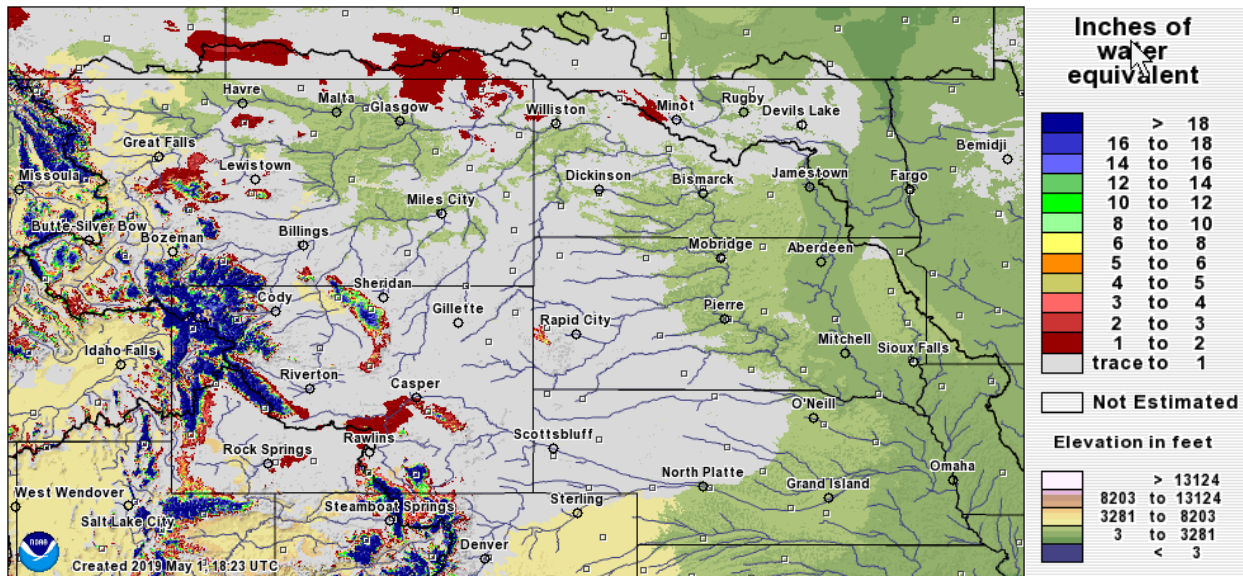 Inches of
water
equivalent
Havre
Malta
Glasgow
Williston
Minot
Rugby
Devils Lake
Great Falls
Bemidji
Missoula
Lewistown
Dickinson
Bismarck
Jamestown
Fargo
Miles City
Butte-Silver Bow
Bozeman
Billings
Mobridge
Aberdeen
Cody
Sheridan
Gillette
Rapid City
Pierre
Mitchell
Sioux Falls
Idaho Falls
Riverton
Casper
O'Neill
Rock Springs
Rawlins
Scottsbluff
North Platte
Grand Island
Omaha
West Wendover
Salt Lake City
Steamboat Springs
Sterling
Denver
NOAA
Created 2019 May 1, 18:23 UTC
> 18
16 to 18
14 to 16
12 to 14
10 to 12
8 to 10
6 to 8
5 to 6
4 to 5
3 to 4
2 to 3
1 to 2
trace to 1
Not Estimated
Elevation in feet
> 13124
8203 to 13124
3281 to 8203
3 to 3281
< 3